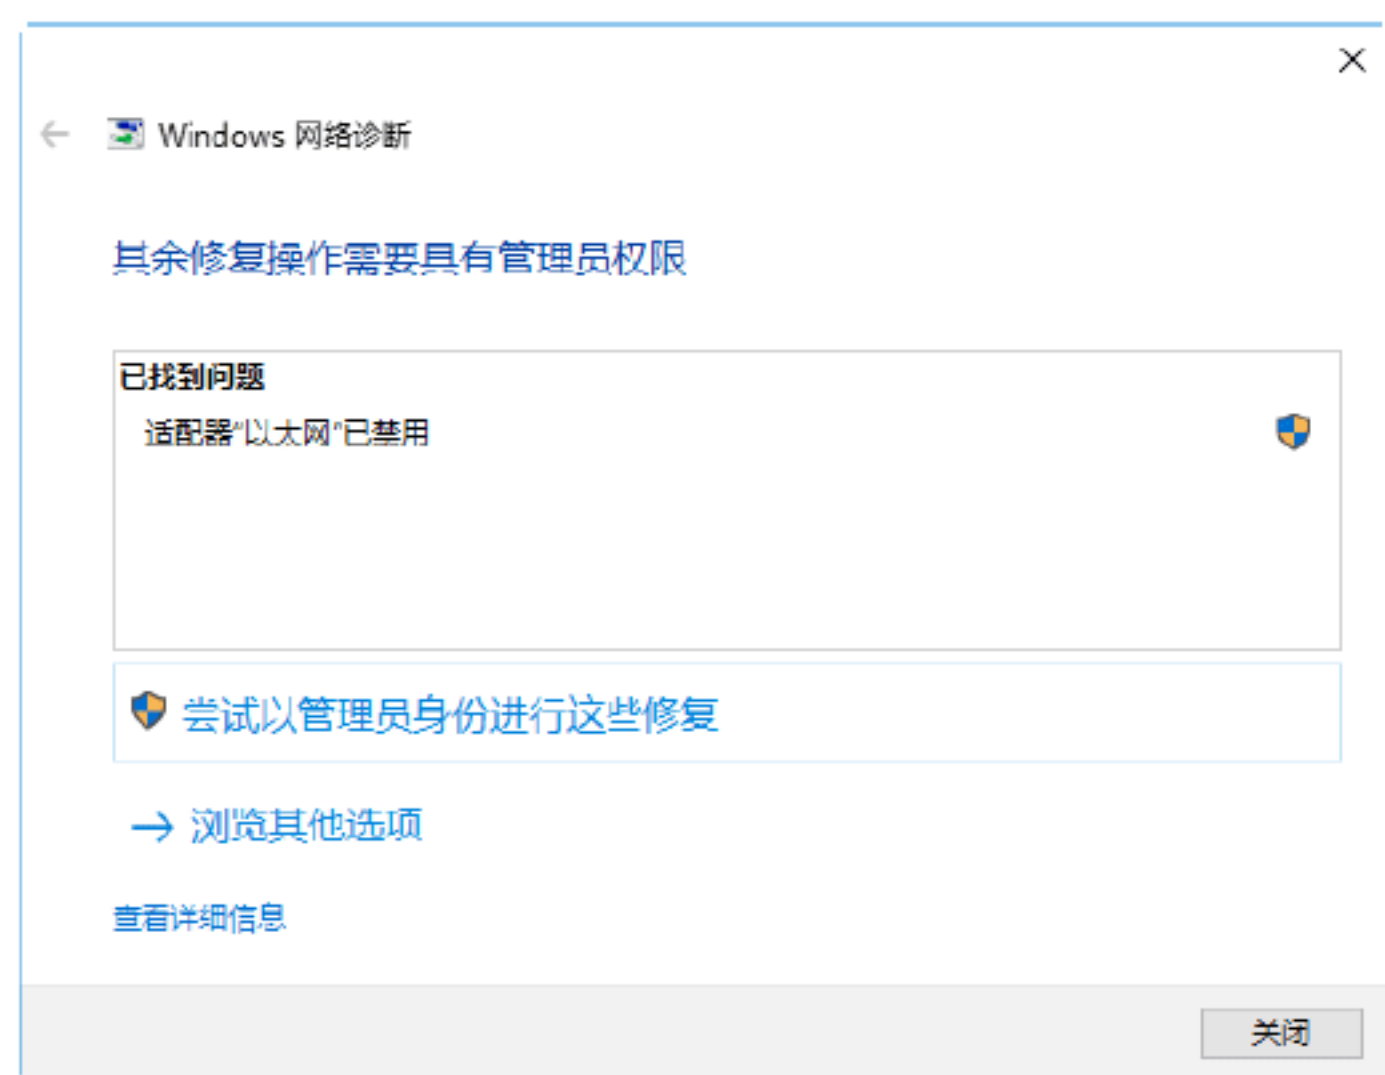 Windows 网络诊断
其余修复操作需要具有管理员权限
已找到问题
适配器“以太网”已禁用
尝试以管理员身份进行这些修复
浏览其他选项
查看详细信息
关闭